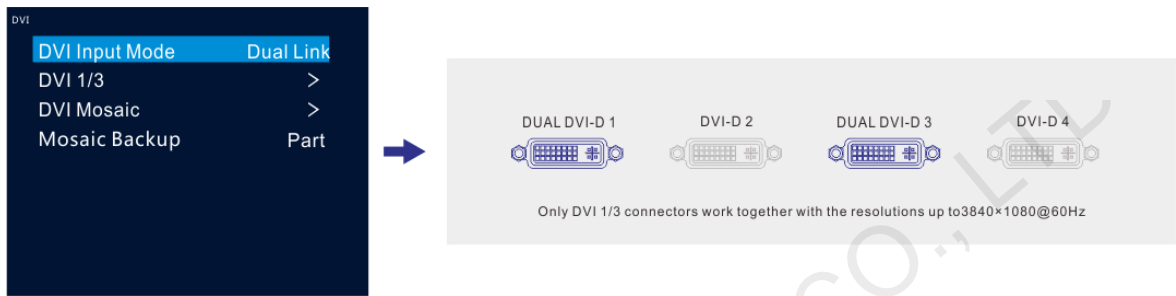 DVI
DVI Input Mode Dual Link
DVI 1/3 >
DVI Mosaic >
Mosaic Backup Part
DUAL DVI-D 1 DVI-D 2 DUAL DVI-D 3 DVI-D 4
Only DVI 1/3 connectors work together with the resolutions up to3840×1080@60Hz
CO., LTD